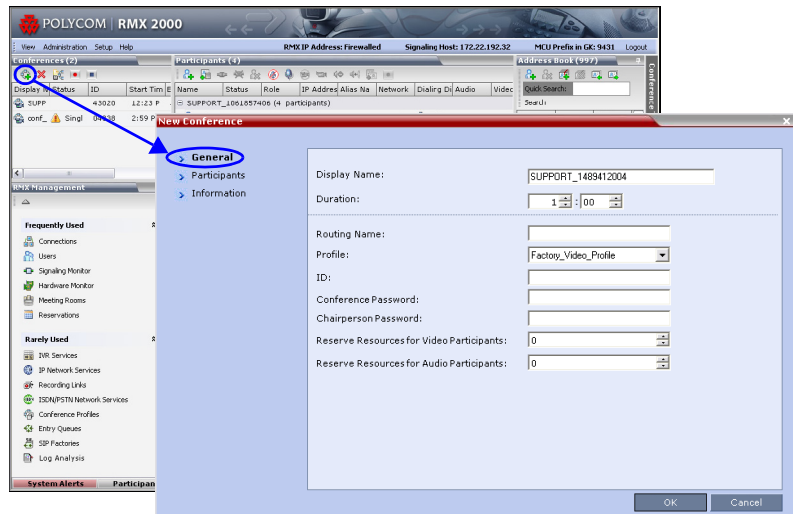 POLYCOM | RMX 2000
View Administration Setup Help RMX IP Address: Firewalled Signaling Host: 172.22.192.32 MCU Prefix in GK: 9431 Logout
Conferences (2) Participants (4) Address Book (997)
Conference
Display N Status ID Start Tim E Name Status Role IP Addres Alias Na Network Dialing Di Audio Videc Quick Search:
SUPP 43020 12:23 P SUPPORT_1061857406 (4 participants) Search
conf_ Singl 04038 2:59 P
New Conference
General
Participants
Information
Display Name: SUPPORT_1489412004
Duration: 1 : 00
Routing Name:
Profile: Factory_Video_Profile
ID:
Conference Password:
Chairperson Password:
Reserve Resources for Video Participants: 0
Reserve Resources for Audio Participants: 0
OK Cancel
RMX Management
Frequently Used
Connections
Users
Signaling Monitor
Hardware Monitor
Meeting Rooms
Reservations
Rarely Used
IVR Services
IP Network Services
Recording Links
ISDN/PSTN Network Services
Conference Profiles
Entry Queues
SIP Factories
Log Analysis
System Alerts Participan